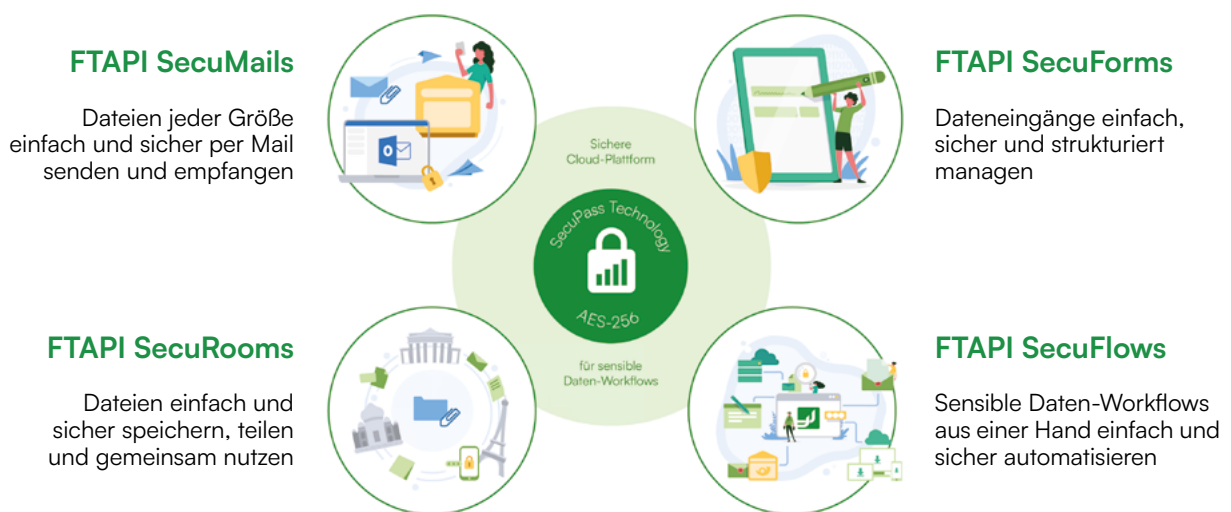 FTAPI SecuMails
Dateien jeder Größe
einfach und sicher per Mail
senden und empfangen
FTAPI SecuForms
Dateneingänge einfach,
sicher und strukturiert
managen
Sichere
Cloud-Plattform
SecuPass Technology
AES-256
für sensible
Daten-Workflows
FTAPI SecuRooms
Dateien einfach und
sicher speichern, teilen
und gemeinsam nutzen
FTAPI SecuFlows
Sensible Daten-Workflows
aus einer Hand einfach und
sicher automatisieren